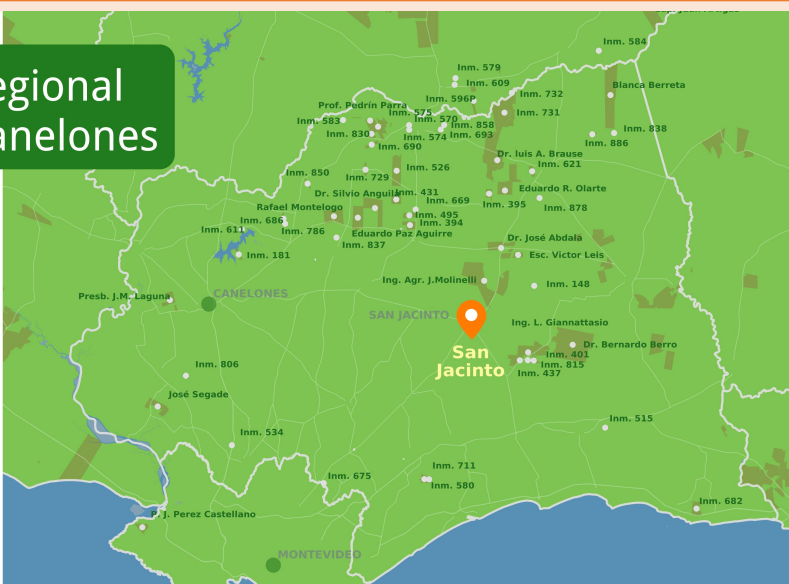 egional
anelones
Inm. 584
Inm. 579
Inm. 609
Blanca Berreta
Inm. 596P
Inm. 732
Prof. Pedrín Parra
Inm. 575
Inm. 731
Inm. 583
Inm. 570
Inm. 858
Inm. 830
Inm. 574
Inm. 693
Inm. 838
Inm. 886
Inm. 690
Dr. luis A. Brause
Inm. 621
Inm. 526
Inm. 850
Inm. 729
Dr. Silvio Anguilla
Inm. 431
Eduardo R. Olarte
Inm. 669
Inm. 395
Inm. 878
Rafael Montelogo
Inm. 495
Inm. 686
Inm. 394
Inm. 611
Inm. 786
Eduardo Paz Aguirre
Inm. 837
Dr. José Abdala
Inm. 181
Esc. Victor Leis
Ing. Agr. J.Molinelli
Inm. 148
Presb. J.M. Laguna
CANELONES
SAN JACINTO
Ing. L. Giannattasio
San
Jacinto
Dr. Bernardo Berro
Inm. 401
Inm. 815
Inm. 437
Inm. 806
José Segade
Inm. 515
Inm. 534
Inm. 711
Inm. 675
Inm. 580
Inm. 682
J. Perez Castellano
MONTEVIDEO